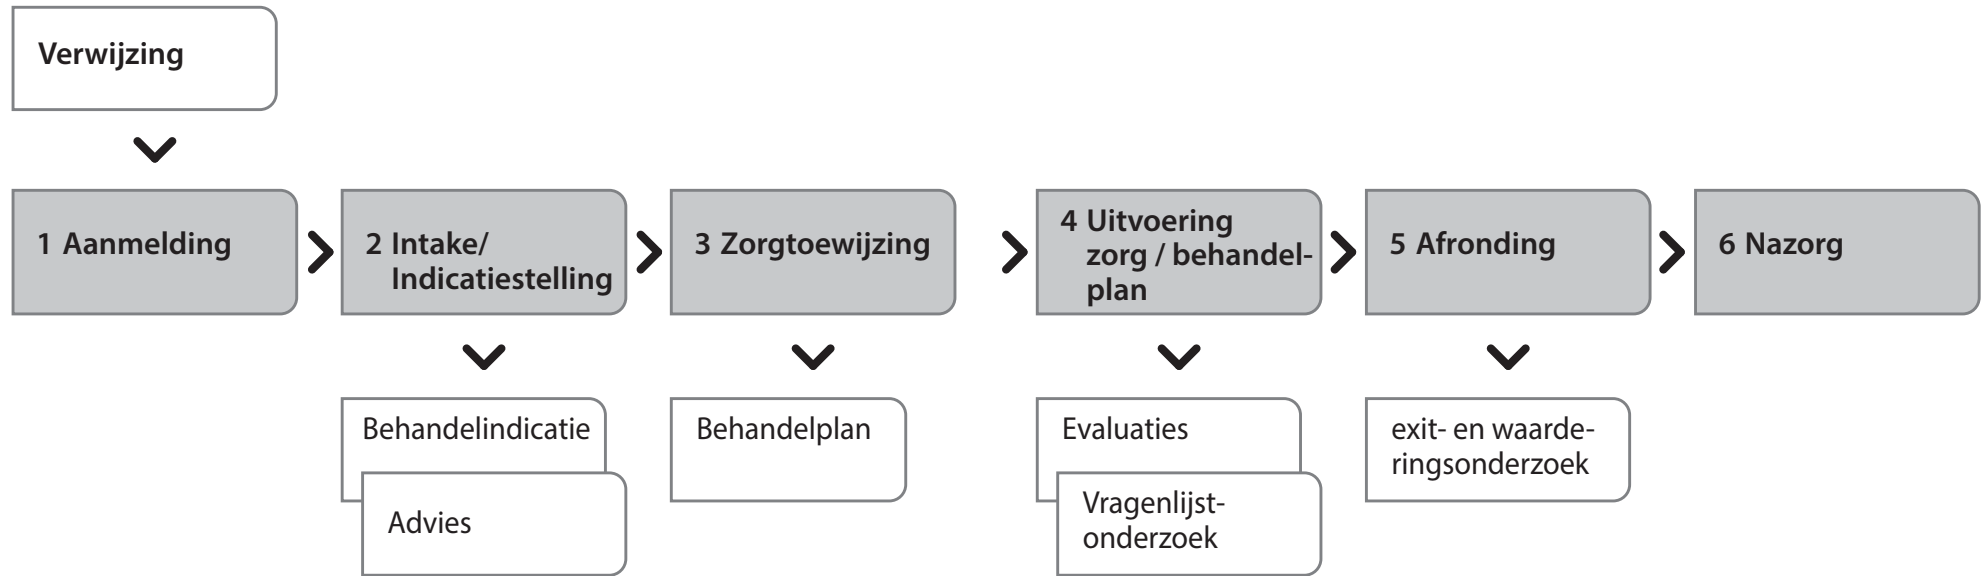 Verwijzing
1 Aanmelding
2 Intake/
Indicatiestelling
3 Zorgtoewijzing
4 Uitvoering
zorg / behandel-
plan
5 Afronding
6 Nazorg
Behandelindicatie
Advies
Behandelplan
Evaluaties
Vragenlijst-
onderzoek
exit- en waarde-
ringsonderzoek